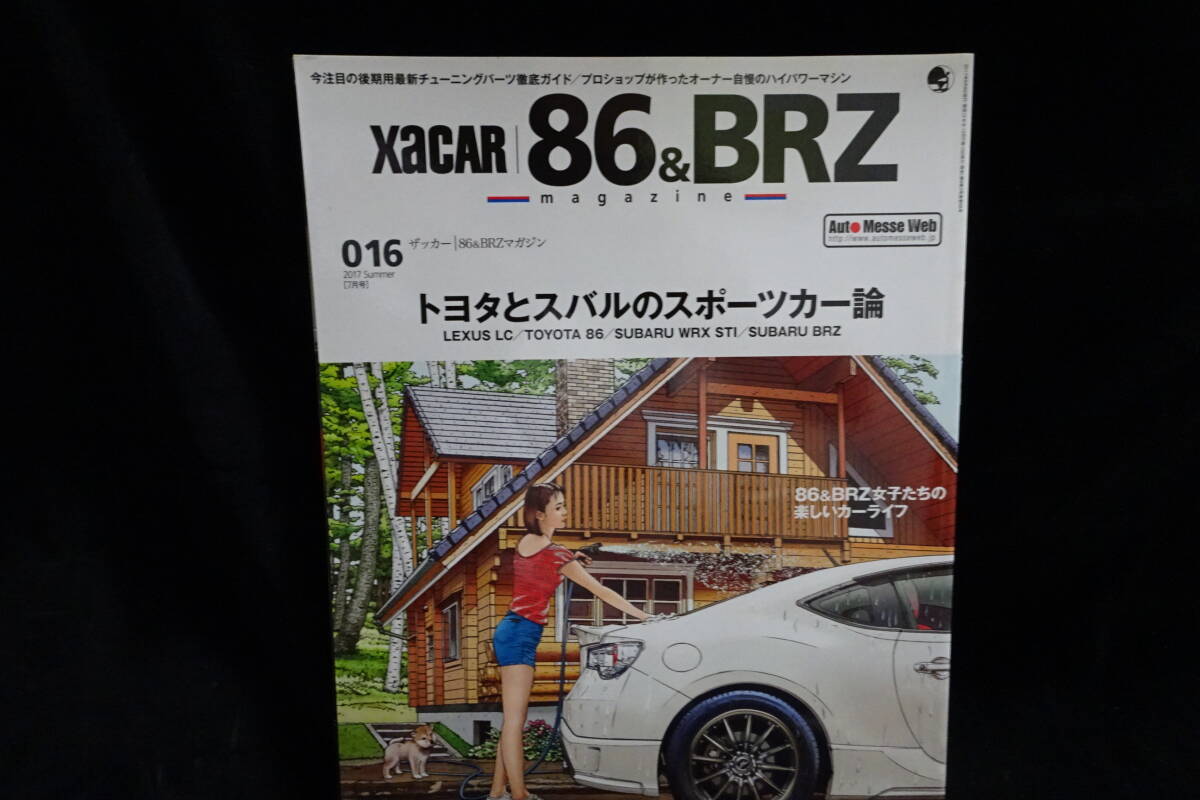 今注目の後期用最新チューニングパーツ徹底ガイド/プロショップが作ったオーナー自慢のハイパワーマシン
XaCAR | 86&BRZ
magazine
Auto Messe Web
http://www.automesseweb.jp
016 ザッカー|86&BRZマガジン
2017 Summer
[7月号]
トヨタとスバルのスポーツカー論
LEXUS LC/TOYOTA 86/SUBARU WRX STI/SUBARU BRZ
86&BRZ女子たちの
楽しいカーライフ